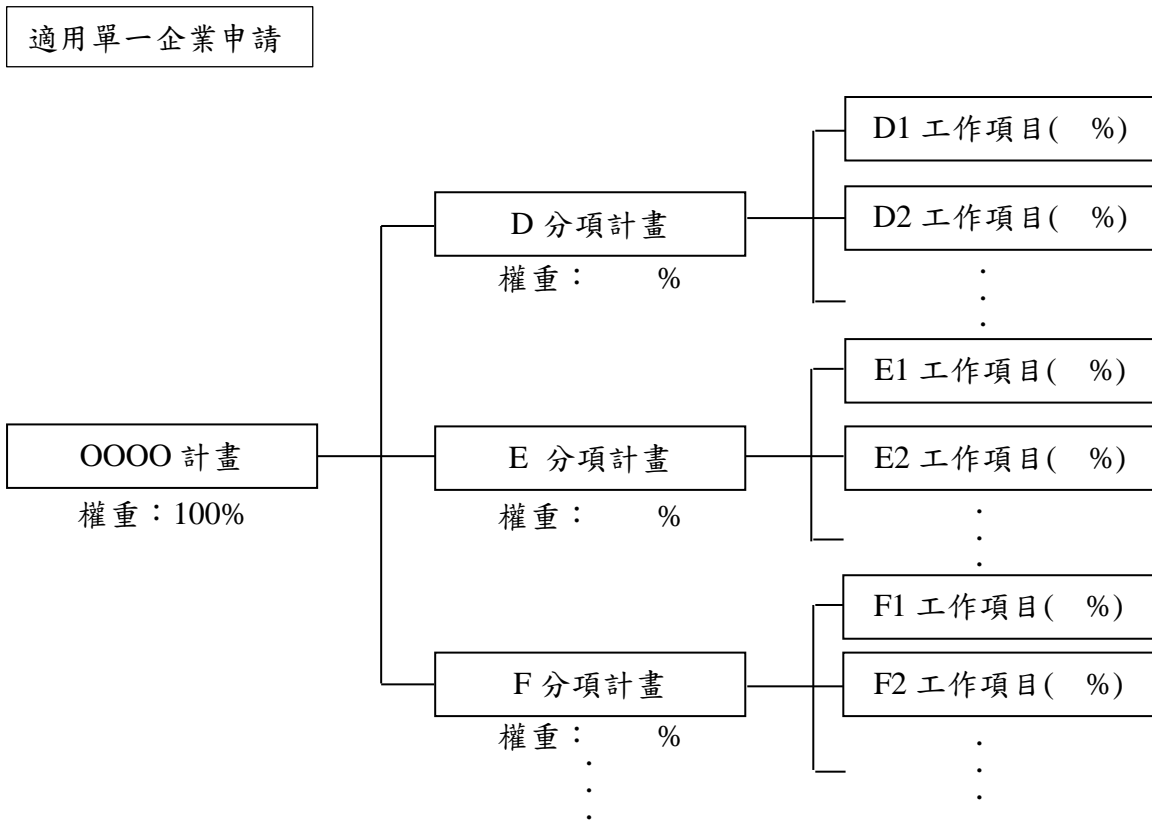 適用單一企業申請
D1 工作項目(   %)
D2 工作項目(   %)
D 分項計畫
權重：     %
E1 工作項目(   %)
E2 工作項目(   %)
E 分項計畫
權重：     %
OOOO 計畫
權重：100%
F1 工作項目(   %)
F2 工作項目(   %)
F 分項計畫
權重：     %